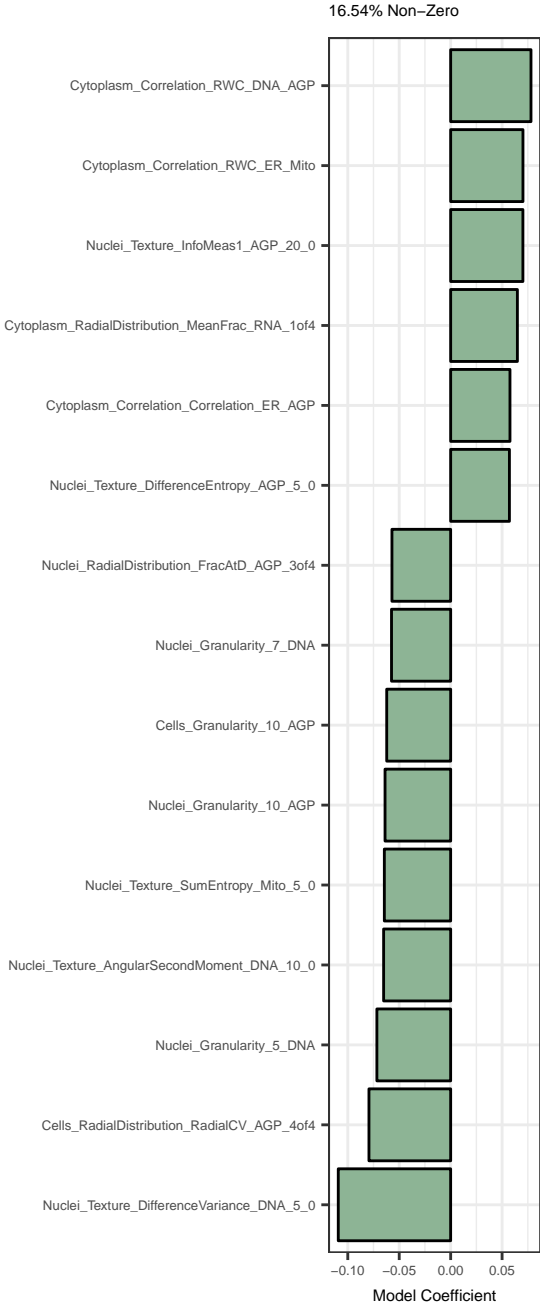 16.54% Non−Zero
Cytoplasm_Correlation_RWC_DNA_AGP
Cytoplasm_Correlation_RWC_ER_Mito
Nuclei_Texture_InfoMeas1_AGP_20_0
Cytoplasm_RadialDistribution_MeanFrac_RNA_1of4
Cytoplasm_Correlation_Correlation_ER_AGP
Nuclei_Texture_DifferenceEntropy_AGP_5_0
Nuclei_RadialDistribution_FracAtD_AGP_3of4
Nuclei_Granularity_7_DNA
Cells_Granularity_10_AGP
Nuclei_Granularity_10_AGP
Nuclei_Texture_SumEntropy_Mito_5_0
Nuclei_Texture_AngularSecondMoment_DNA_10_0
Nuclei_Granularity_5_DNA
Cells_RadialDistribution_RadialCV_AGP_4of4
Nuclei_Texture_DifferenceVariance_DNA_5_0
−0.10 −0.05 0.00 0.05
Model Coefficient